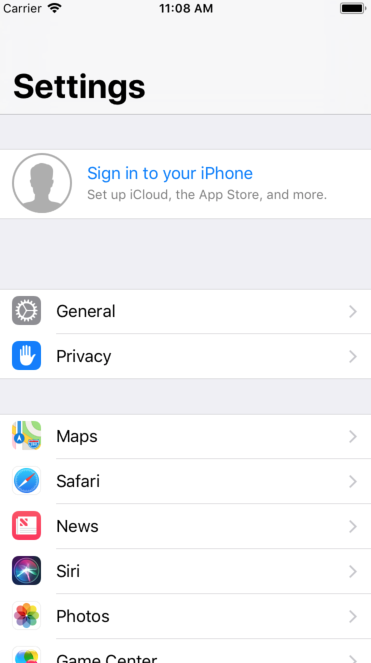 Carrier 11:08 AM
Settings
Sign in to your iPhone
Set up iCloud, the App Store, and more.
General
Privacy
Maps
Safari
News
Siri
Photos
Game Center